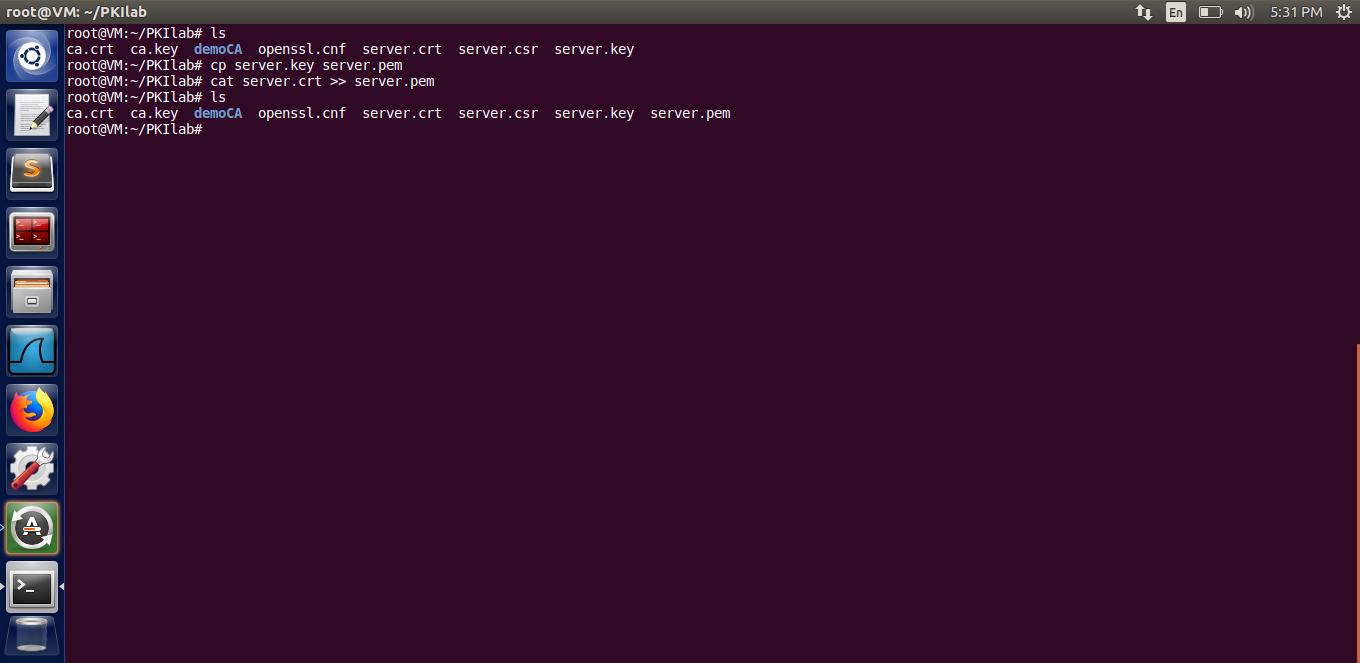 root@VM: ~/PKIlab
En
5:31 PM
root@VM:~/PKIlab# ls
ca.crt  ca.key  demoCA  openssl.cnf  server.crt  server.csr  server.key
root@VM:~/PKIlab# cp server.key server.pem
root@VM:~/PKIlab# cat server.crt >> server.pem
root@VM:~/PKIlab# ls
ca.crt  ca.key  demoCA  openssl.cnf  server.crt  server.csr  server.key  server.pem
root@VM:~/PKIlab#